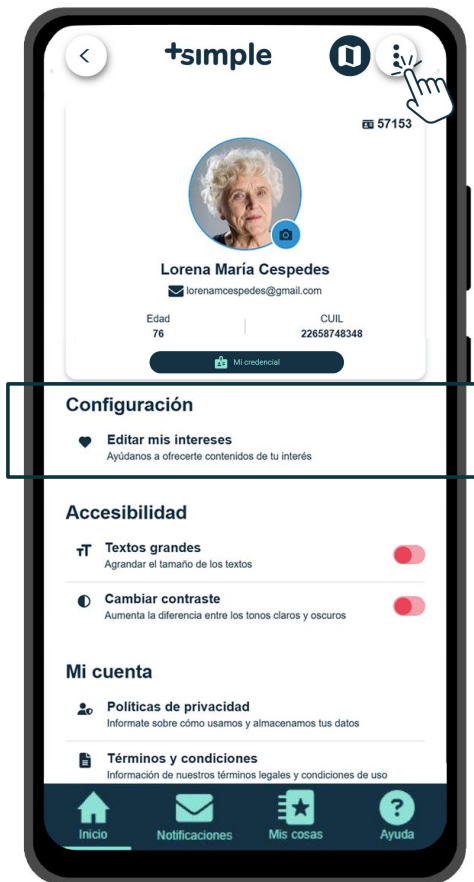 +sımple
57153
Lorena María Cespedes
lorenamcespedes@gmail.com
Edad
CUIL
76
22658748348
Mi credencial
Configuración
Editar mis intereses
Ayúdanos a ofrecerte contenidos de tu interés
Accesibilidad
Textos grandes
Agrandar el tamaño de los textos
Cambiar contraste
Aumenta la diferencia entre los tonos claros y oscuros
Mi cuenta
Políticas de privacidad
Informate sobre cómo usamos y almacenamos tus datos
Términos y condiciones
Información de nuestros términos legales y condiciones de uso
Inicio Notificaciones Mis cosas Ayuda